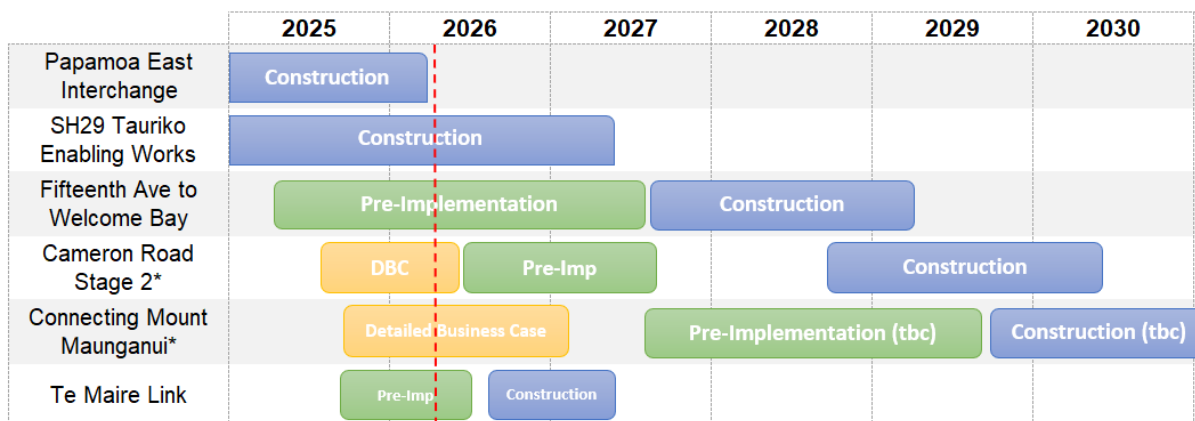 2025 2026 2027 2028 2029 2030
Papamoa East
Interchange
Construction
SH29 Tauriko
Enabling Works
Construction
Fifteenth Ave to
Welcome Bay
Pre-Implementation
Construction
Cameron Road
Stage 2*
DBC
Pre-Imp
Construction
Connecting Mount
Maunganui*
Detailed Business Case
Pre-Implementation (tbc)
Construction (tbc)
Te Maire Link
Pre-Imp
Construction